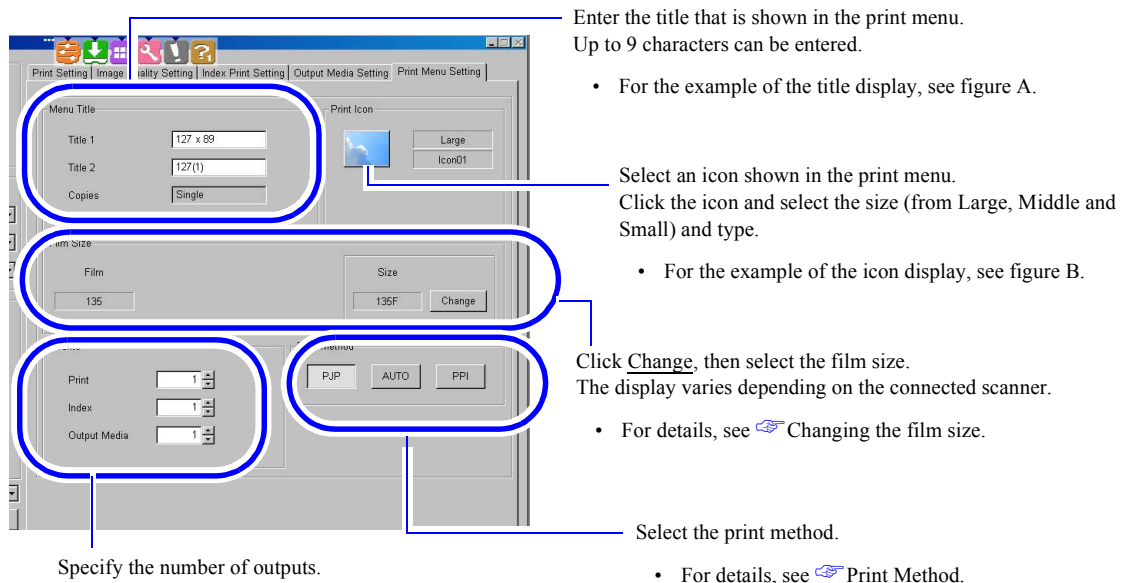 Enter the title that is shown in the print menu.
Up to 9 characters can be entered.
• For the example of the title display, see figure A.
Print Setting Image ality Setting Index Print Setting Output Media Setting Print Menu Setting
Menu Title
Title 1 127 x 89
Title 2 127(1)
Copies Single
Print Icon
Large
Icon01
Select an icon shown in the print menu.
Click the icon and select the size (from Large, Middle and
Small) and type.
• For the example of the icon display, see figure B.
Film Size
Film
135
Size
135F Change
Click Change, then select the film size.
The display varies depending on the connected scanner.
• For details, see ☞ Changing the film size.
Print 1
Index 1
Output Media 1
Method
PJP AUTO PPI
Select the print method.
• For details, see ☞ Print Method.
Specify the number of outputs.